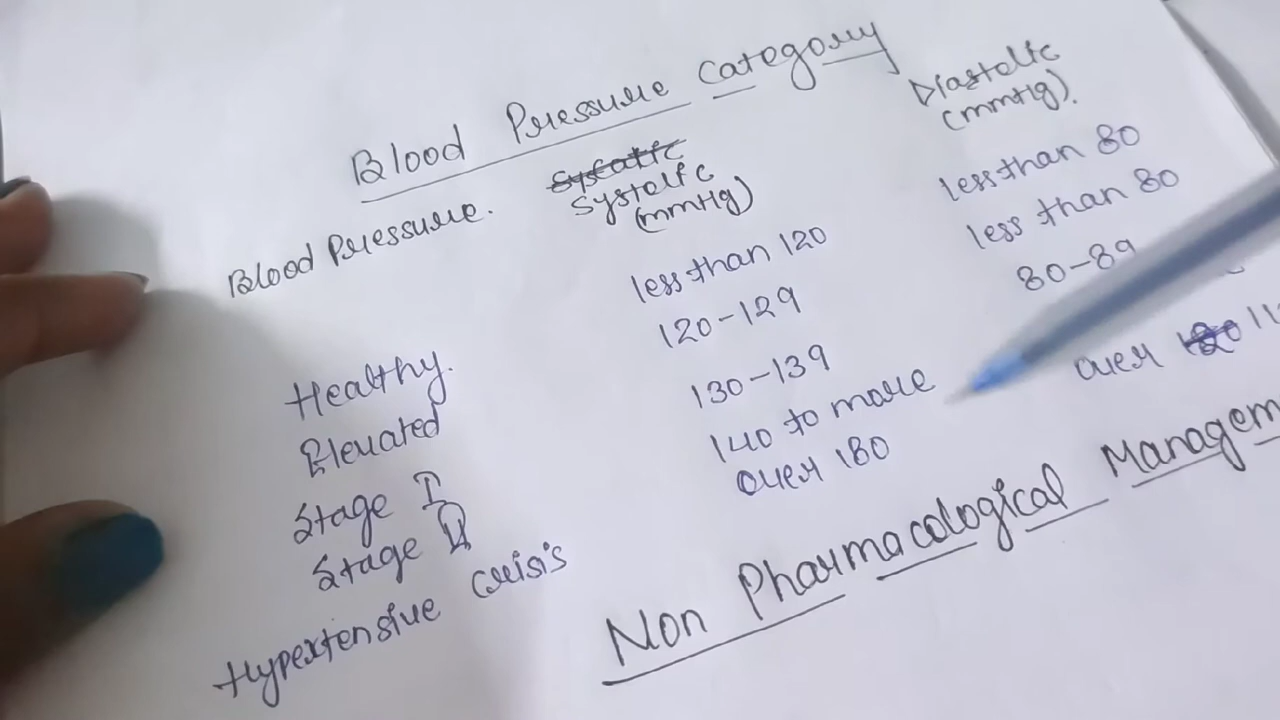 Blood Pressure Category
Blood Pressure.
Systolic
(mmHg)
Diastolic
(mmHg).
Healthy.
less than 120
less than 80
Elevated
120-129
less than 80
Stage I
130-139
80-89
Stage II
140 to more
Hypertensive Crisis
over 180
over
Non Pharmacological